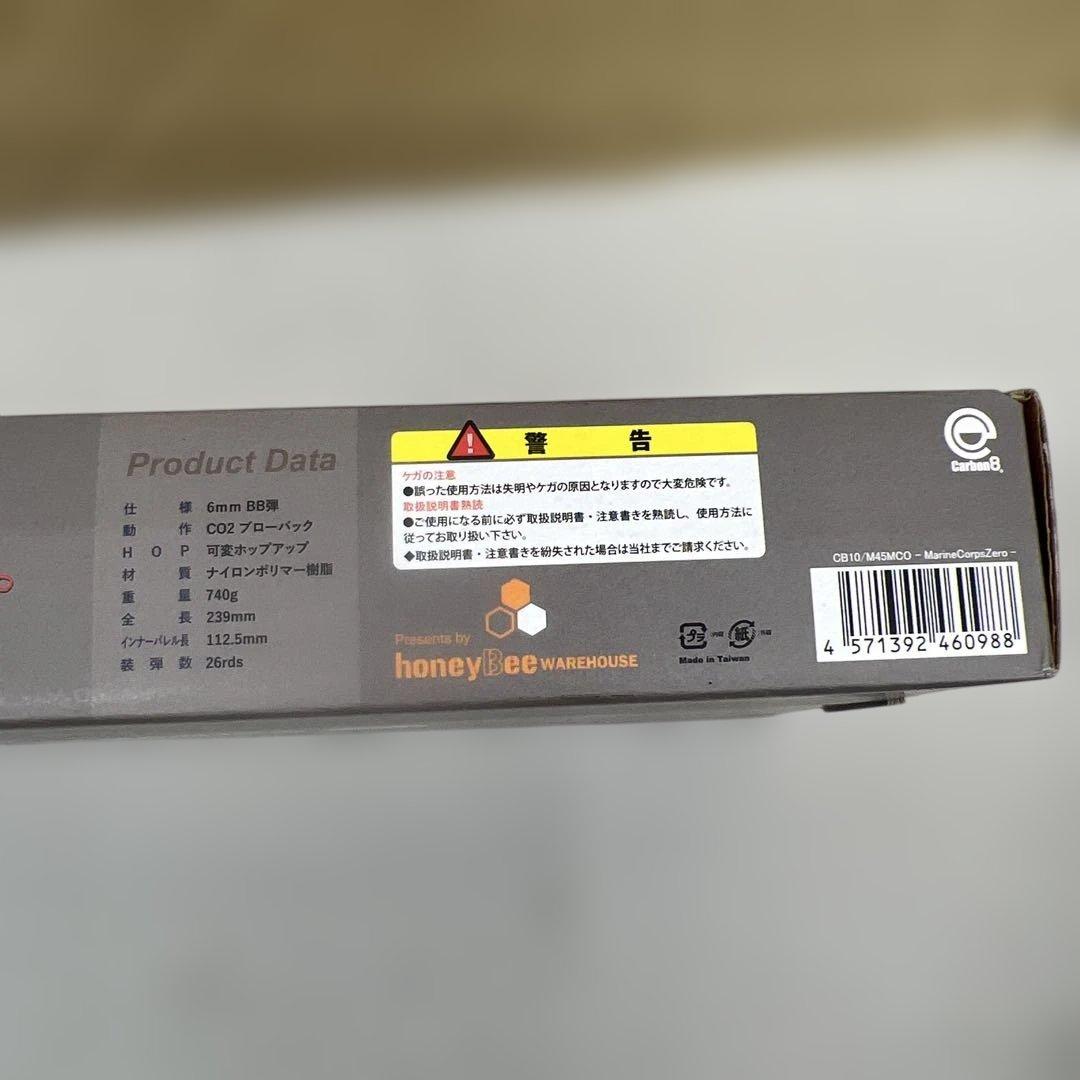 Product Data
仕様 6mm BB弾
動作 CO2 ブローバック
HOP 可変ホップアップ
材質 ナイロンポリマー樹脂
重量 740g
全長 239mm
インナーバレル長 112.5mm
装弾数 26rds
警告
ケガの注意
●誤った使用方法は失明やケガの原因となりますので大変危険です。
取扱説明書熟読
●ご使用になる前に必ず取扱説明書・注意書きを熟読し、使用方法に
従ってお取り扱い下さい。
◆取扱説明書・注意書きを紛失された場合は当社までご請求ください。
Presents by
honeyBee WAREHOUSE
プラ 内箱 紙 外箱
Made in Taiwan
Carbon8
CB10/M45MCO - MarineCorpsZero -
4 571392 460988